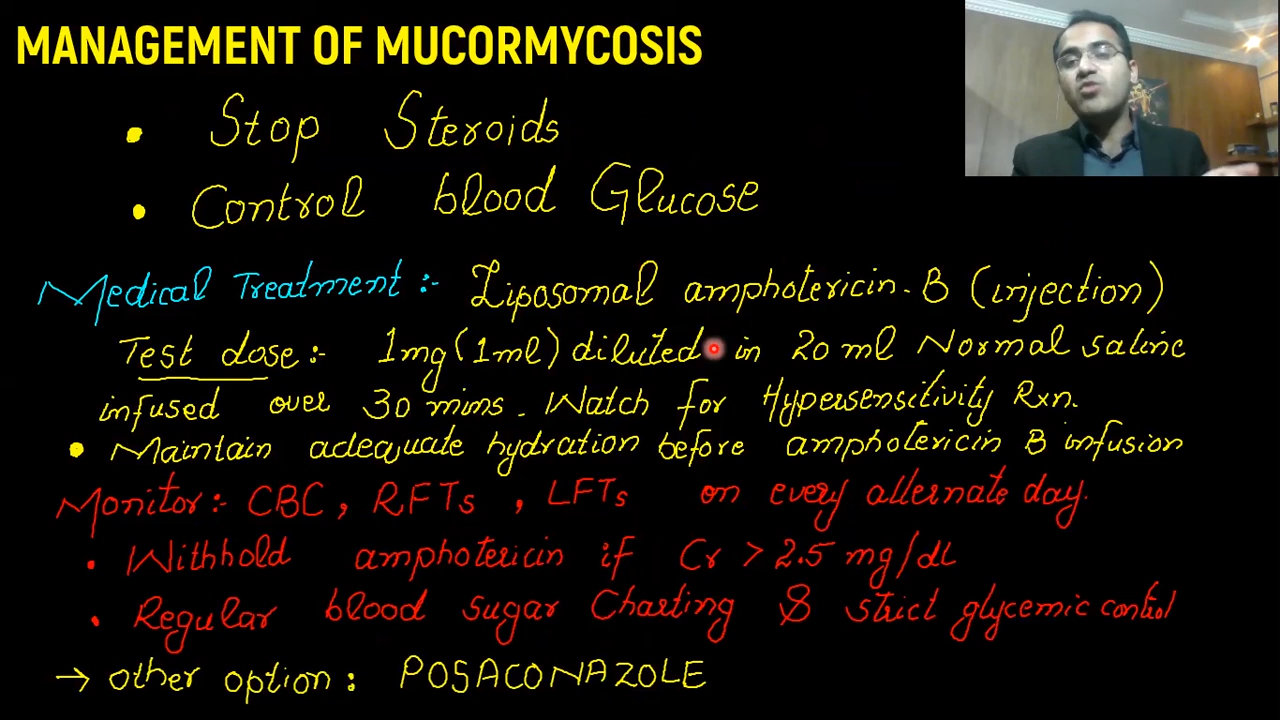 MANAGEMENT OF MUCORMYCOSIS
• Stop Steroids
• Control blood Glucose
Medical Treatment :- Liposomal amphotericin-B (injection)
Test dose :- 1mg (1ml) diluted in 20 ml Normal saline
infused over 30 mins. Watch for Hypersensitivity Rxn.
• Maintain adequate hydration before amphotericin B infusion
Monitor :- CBC, RFTs, LFTs on every alternate day.
• Withhold amphotericin if Cr > 2.5 mg/dL
• Regular blood sugar Charting & strict glycemic control
→ other option : POSACONAZOLE